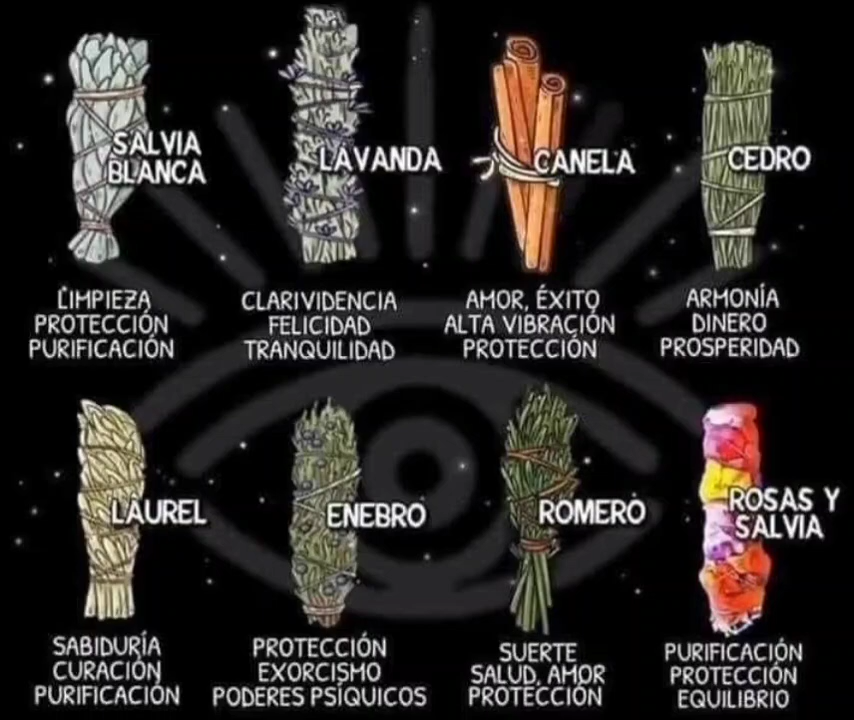 SALVIA
BLANCA
LAVANDA
CANELA
CEDRO
LIMPIEZA
PROTECCIÓN
PURIFICACIÓN
CLARIVIDENCIA
FELICIDAD
TRANQUILIDAD
AMOR, ÉXITO
ALTA VIBRACIÓN
PROTECCIÓN
ARMONÍA
DINERO
PROSPERIDAD
LAUREL
ENEBRO
ROMERO
ROSAS Y
SALVIA
SABIDURÍA
CURACIÓN
PURIFICACIÓN
PROTECCIÓN
EXORCISMO
PODERES PSÍQUICOS
SUERTE
SALUD, AMOR
PROTECCIÓN
PURIFICACIÓN
PROTECCIÓN
EQUILIBRIO